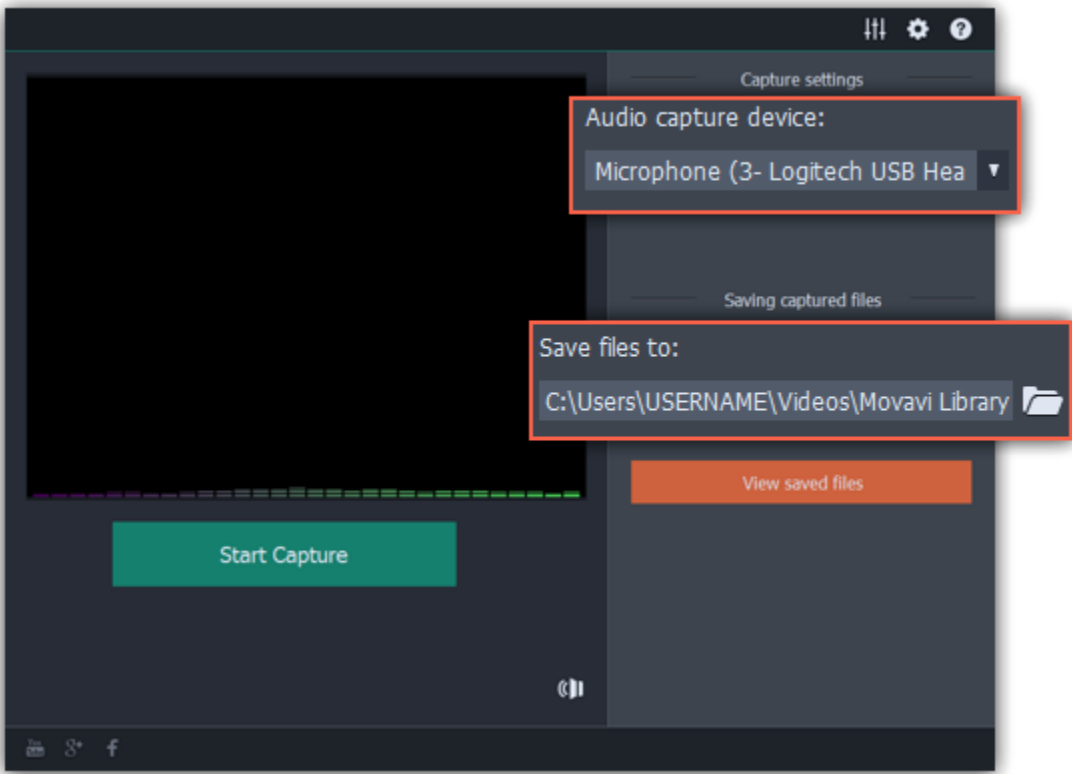 Capture settings
Audio capture device:
Microphone (3- Logitech USB Hea
Saving captured files
Save files to:
C:\Users\USERNAME\Videos\Movavi Library
View saved files
Start Capture